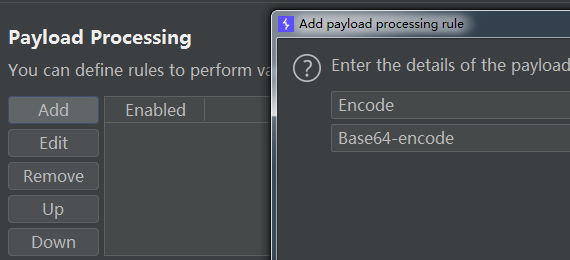 Payload Processing
You can define rules to perform va
Add
Enabled
Edit
Remove
Up
Down
Add payload processing rule
Enter the details of the payload
Encode
Base64-encode